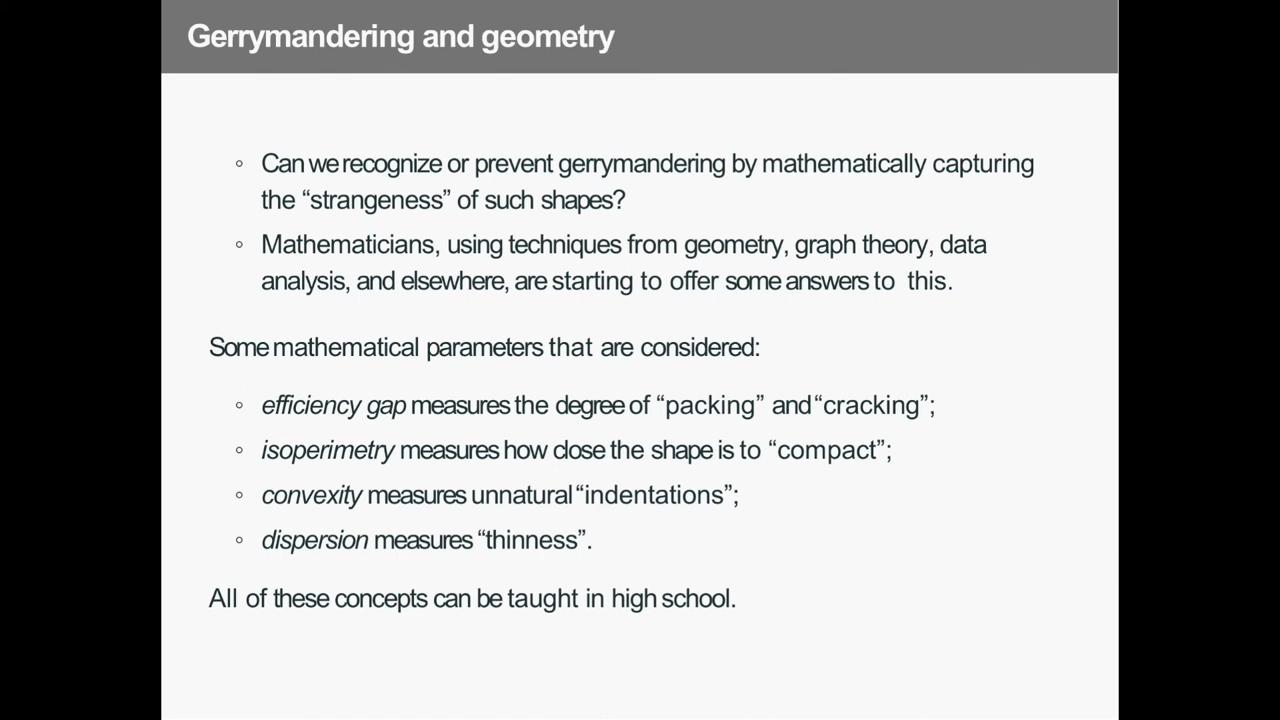 Gerrymandering and geometry
◦ Can we recognize or prevent gerrymandering by mathematically capturing
the “strangeness” of such shapes?
◦ Mathematicians, using techniques from geometry, graph theory, data
analysis, and elsewhere, are starting to offer some answers to this.
Some mathematical parameters that are considered:
◦ efficiency gap measures the degree of “packing” and “cracking”;
◦ isoperimetry measures how close the shape is to “compact”;
◦ convexity measures unnatural “indentations”;
◦ dispersion measures “thinness”.
All of these concepts can be taught in high school.